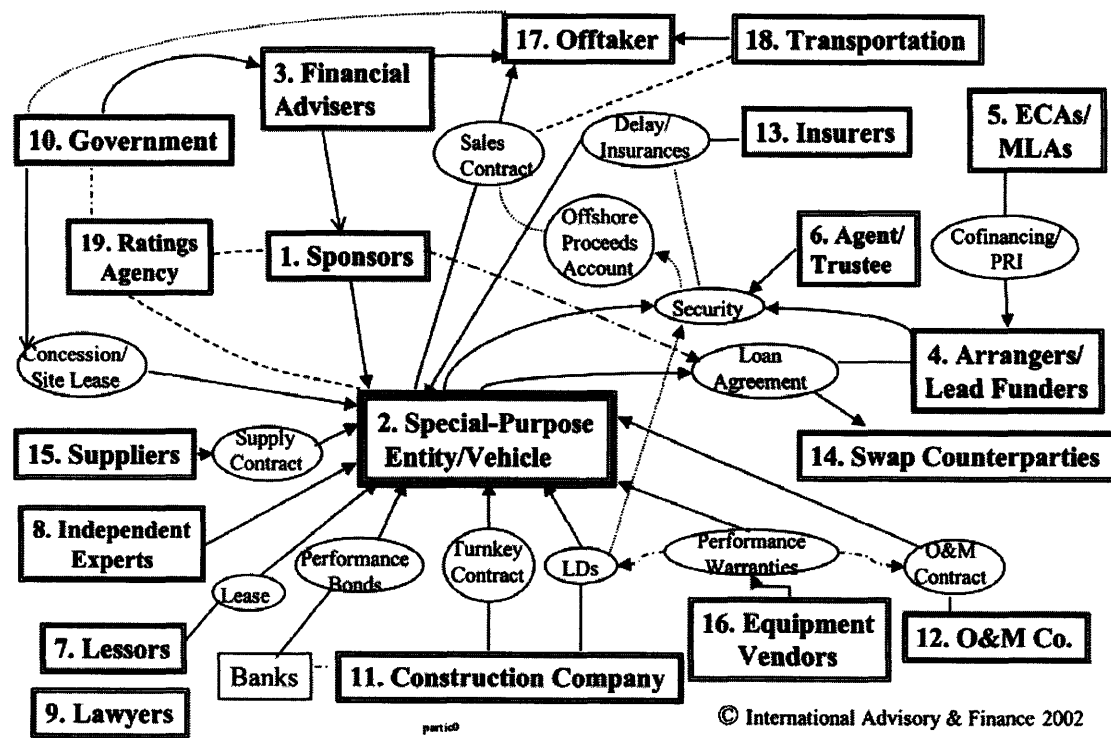 17. Offtaker
18. Transportation
3. Financial
Advisers
5. ECAs/
MLAs
10. Government
Sales
Contract
Delay/
Insurances
13. Insurers
19. Ratings
Agency
1. Sponsors
Offshore
Proceeds
Account
6. Agent/
Trustee
Cofinancing/
PRI
Security
Concession/
Site Lease
Loan
Agreement
4. Arrangers/
Lead Funders
2. Special-Purpose
Entity/Vehicle
15. Suppliers
Supply
Contract
14. Swap Counterparties
8. Independent
Experts
Performance
Bonds
Turnkey
Contract
LDs
Performance
Warranties
O&M
Contract
Lease
7. Lessors
Banks
11. Construction Company
16. Equipment
Vendors
12. O&M Co.
9. Lawyers
partic0
© International Advisory & Finance 2002